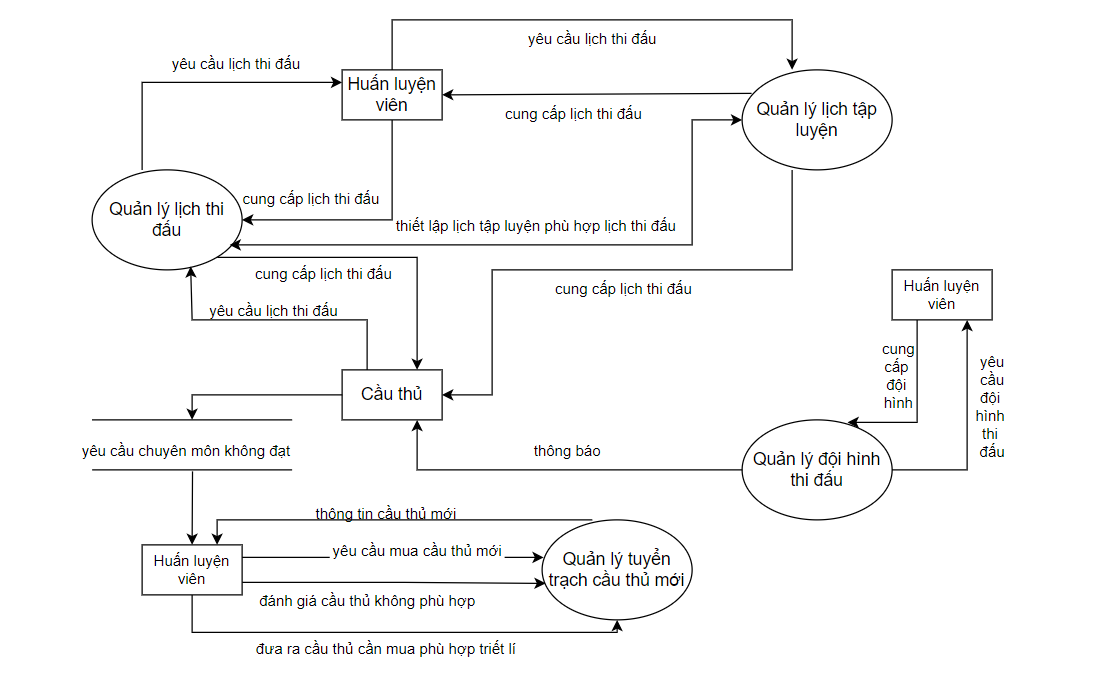 yêu cầu lịch thi đấu
yêu cầu lịch thi đấu
Huấn luyện
viên
cung cấp lịch thi đấu
Quản lý lịch tập
luyện
Quản lý lịch thi
đấu
cung cấp lịch thi đấu
thiết lập lịch tập luyện phù hợp lịch thi đấu
cung cấp lịch thi đấu
cung cấp lịch thi đấu
yêu cầu lịch thi đấu
Huấn luyện
viên
cung
cấp
đội
hình
yêu
cầu
đội
hình
thi
đấu
Cầu thủ
yêu cầu chuyên môn không đạt
thông báo
Quản lý đội hình
thi đấu
thông tin cầu thủ mới
Huấn luyện
viên
yêu cầu mua cầu thủ mới
Quản lý tuyển
trạch cầu thủ mới
đánh giá cầu thủ không phù hợp
đưa ra cầu thủ cần mua phù hợp triết lí